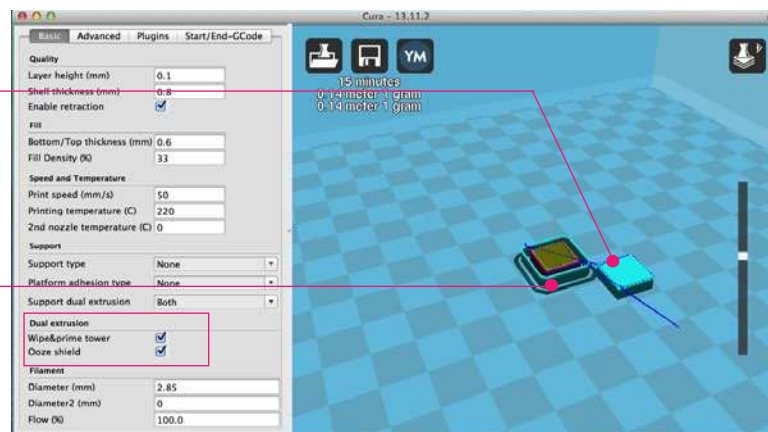 Cura - 13.11.2
Basic Advanced Plugins Start/End-GCode
Quality
Layer height (mm) 0.1
Shell thickness (mm) 0.8
Enable retraction
Fill
Bottom/Top thickness (mm) 0.6
Fill Density (%) 33
Speed and Temperature
Print speed (mm/s) 50
Printing temperature (C) 220
2nd nozzle temperature (C) 0
Support
Support type None
Platform adhesion type None
Support dual extrusion Both
Dual extrusion
Wipe&prime tower
Ooze shield
Filament
Diameter (mm) 2.85
Diameter2 (mm) 0
Flow (%) 100.0
YM
15 minutes
0.14 meter 1 gram
0.14 meter 1 gram